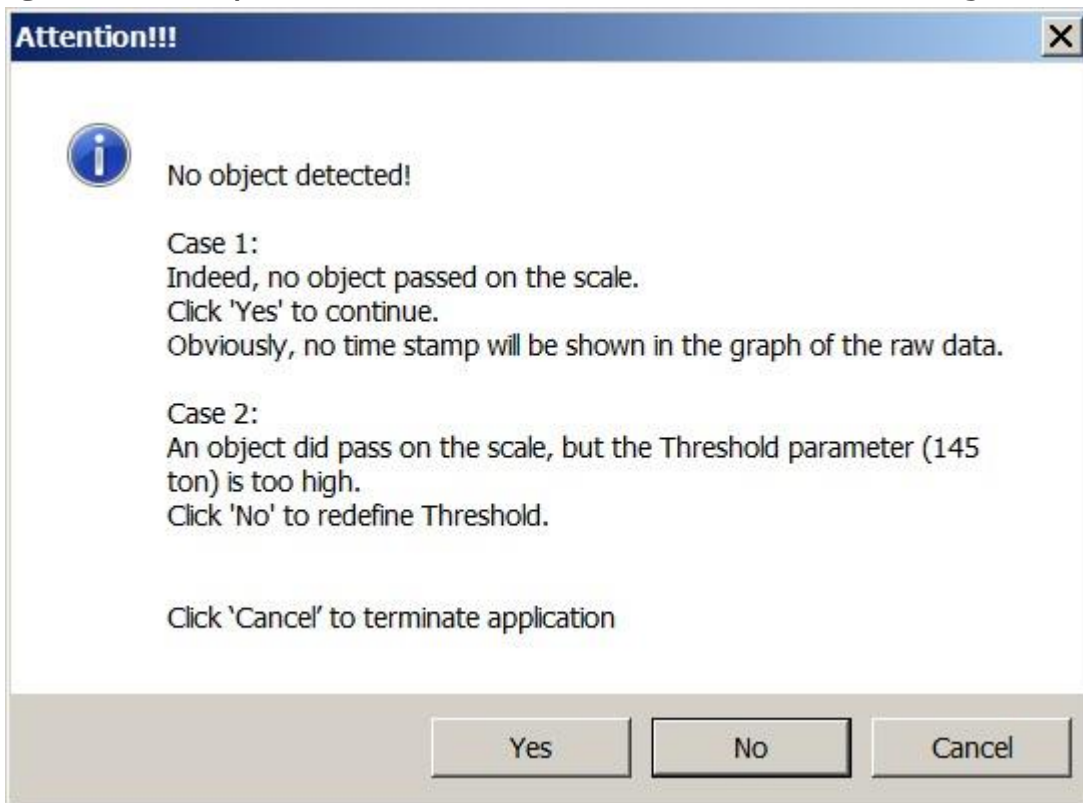 Attention!!!
No object detected!
Case 1:
Indeed, no object passed on the scale.
Click 'Yes' to continue.
Obviously, no time stamp will be shown in the graph of the raw data.
Case 2:
An object did pass on the scale, but the Threshold parameter (145
ton) is too high.
Click 'No' to redefine Threshold.
Click ‘Cancel’ to terminate application
Yes No Cancel